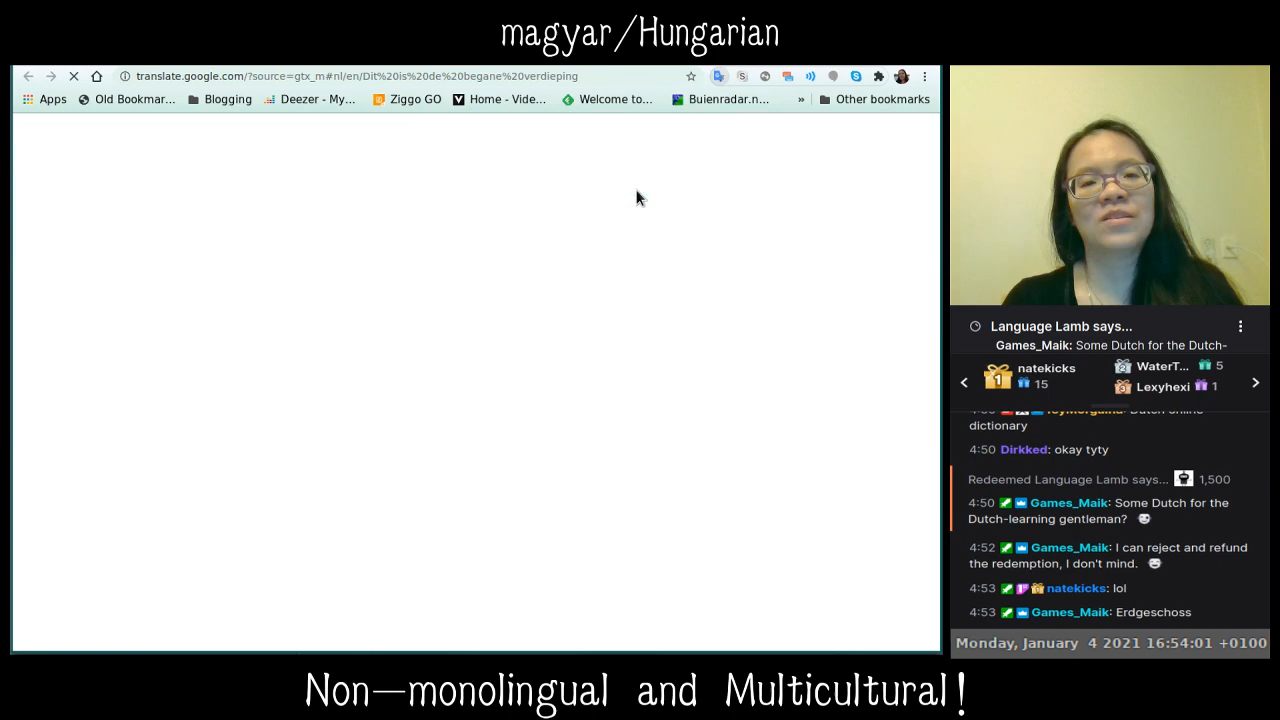 magyar/Hungarian
translate.google.com/?source=gtx_m#nl/en/Dit%20is%20de%20begane%20verdieping
Apps Old Bookmar... Blogging Deezer - My... Ziggo GO Home - Vide... Welcome to... Buienradar.n... » Other bookmarks
Language Lamb says...
Games_Maik: Some Dutch for the Dutch-
natekicks
15
WaterT... 5
Lexyhexi 1
dictionary
4:50 Dirkked: okay tyty
Redeemed Language Lamb says... 1,500
4:50 Games_Maik: Some Dutch for the
Dutch-learning gentleman?
4:52 Games_Maik: I can reject and refund
the redemption, I don't mind.
4:53 natekicks: lol
4:53 Games_Maik: Erdgeschoss
Monday, January 4 2021 16:54:01 +0100
Non-monolingual and Multicultural!